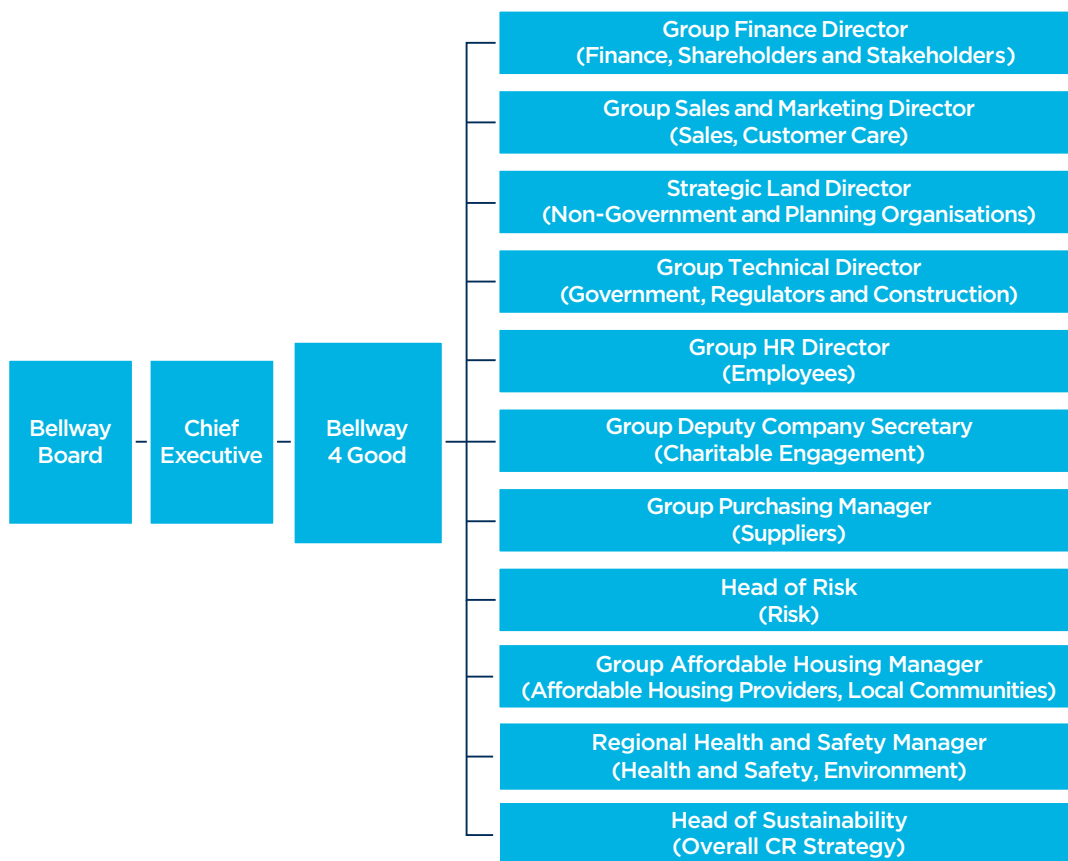 Group Finance Director
(Finance, Shareholders and Stakeholders)
Group Sales and Marketing Director
(Sales, Customer Care)
Strategic Land Director
(Non-Government and Planning Organisations)
Group Technical Director
(Government, Regulators and Construction)
Group HR Director
(Employees)
Bellway
Board
Chief
Executive
Bellway
4 Good
Group Deputy Company Secretary
(Charitable Engagement)
Group Purchasing Manager
(Suppliers)
Head of Risk
(Risk)
Group Affordable Housing Manager
(Affordable Housing Providers, Local Communities)
Regional Health and Safety Manager
(Health and Safety, Environment)
Head of Sustainability
(Overall CR Strategy)